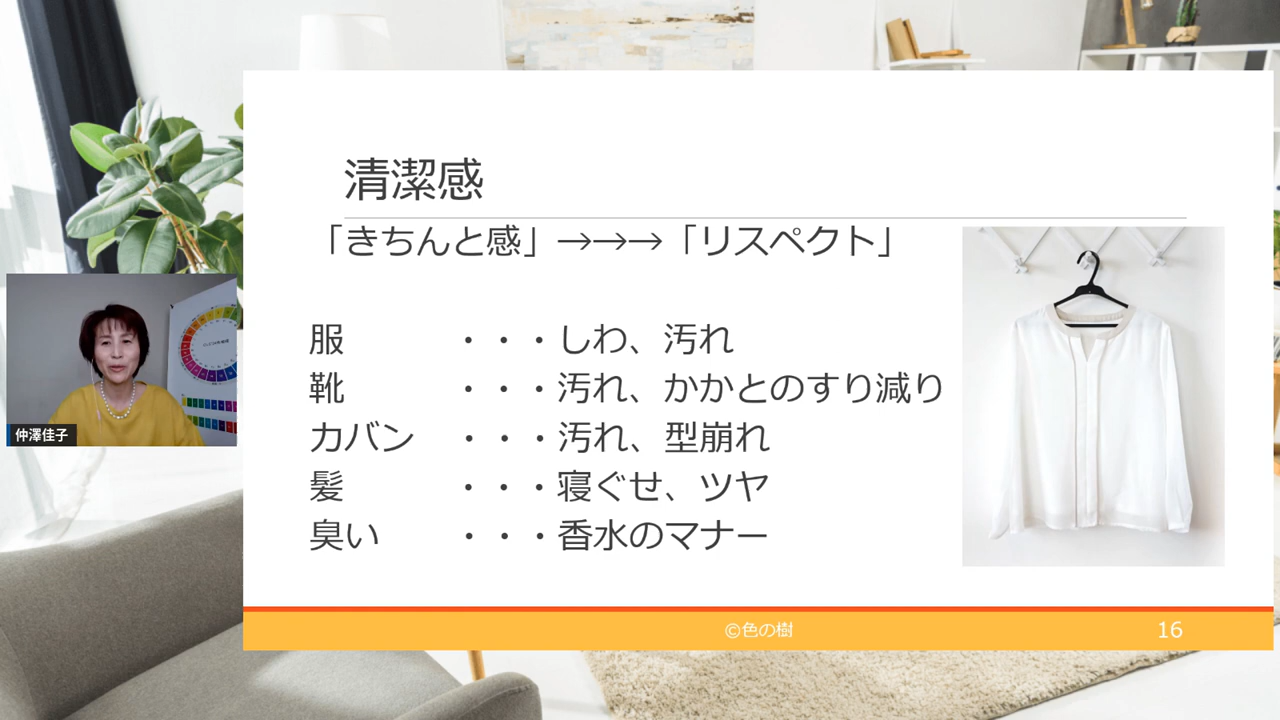 清潔感
「きちんと感」→→→「リスペクト」
服　・・・しわ、汚れ
靴　・・・汚れ、かかとのすり減り
カバン　・・・汚れ、型崩れ
髪　・・・寝ぐせ、ツヤ
臭い　・・・香水のマナー
©色の樹
16
仲澤佳子